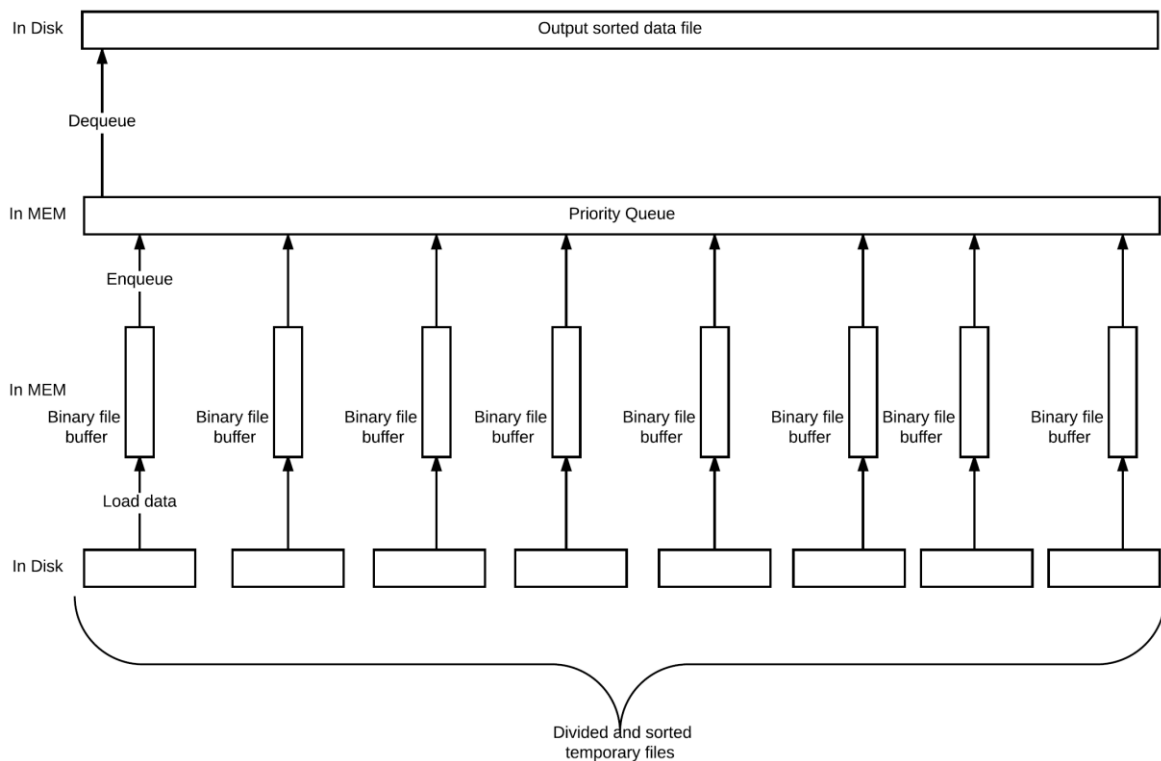 In Disk
Output sorted data file
Dequeue
In MEM
Priority Queue
Enqueue
In MEM
Binary file
buffer
Binary file
buffer
Binary file
buffer
Binary file
buffer
Binary file
buffer
Binary file
buffer
Binary file
buffer
Binary file
buffer
Load data
In Disk
Divided and sorted
temporary files